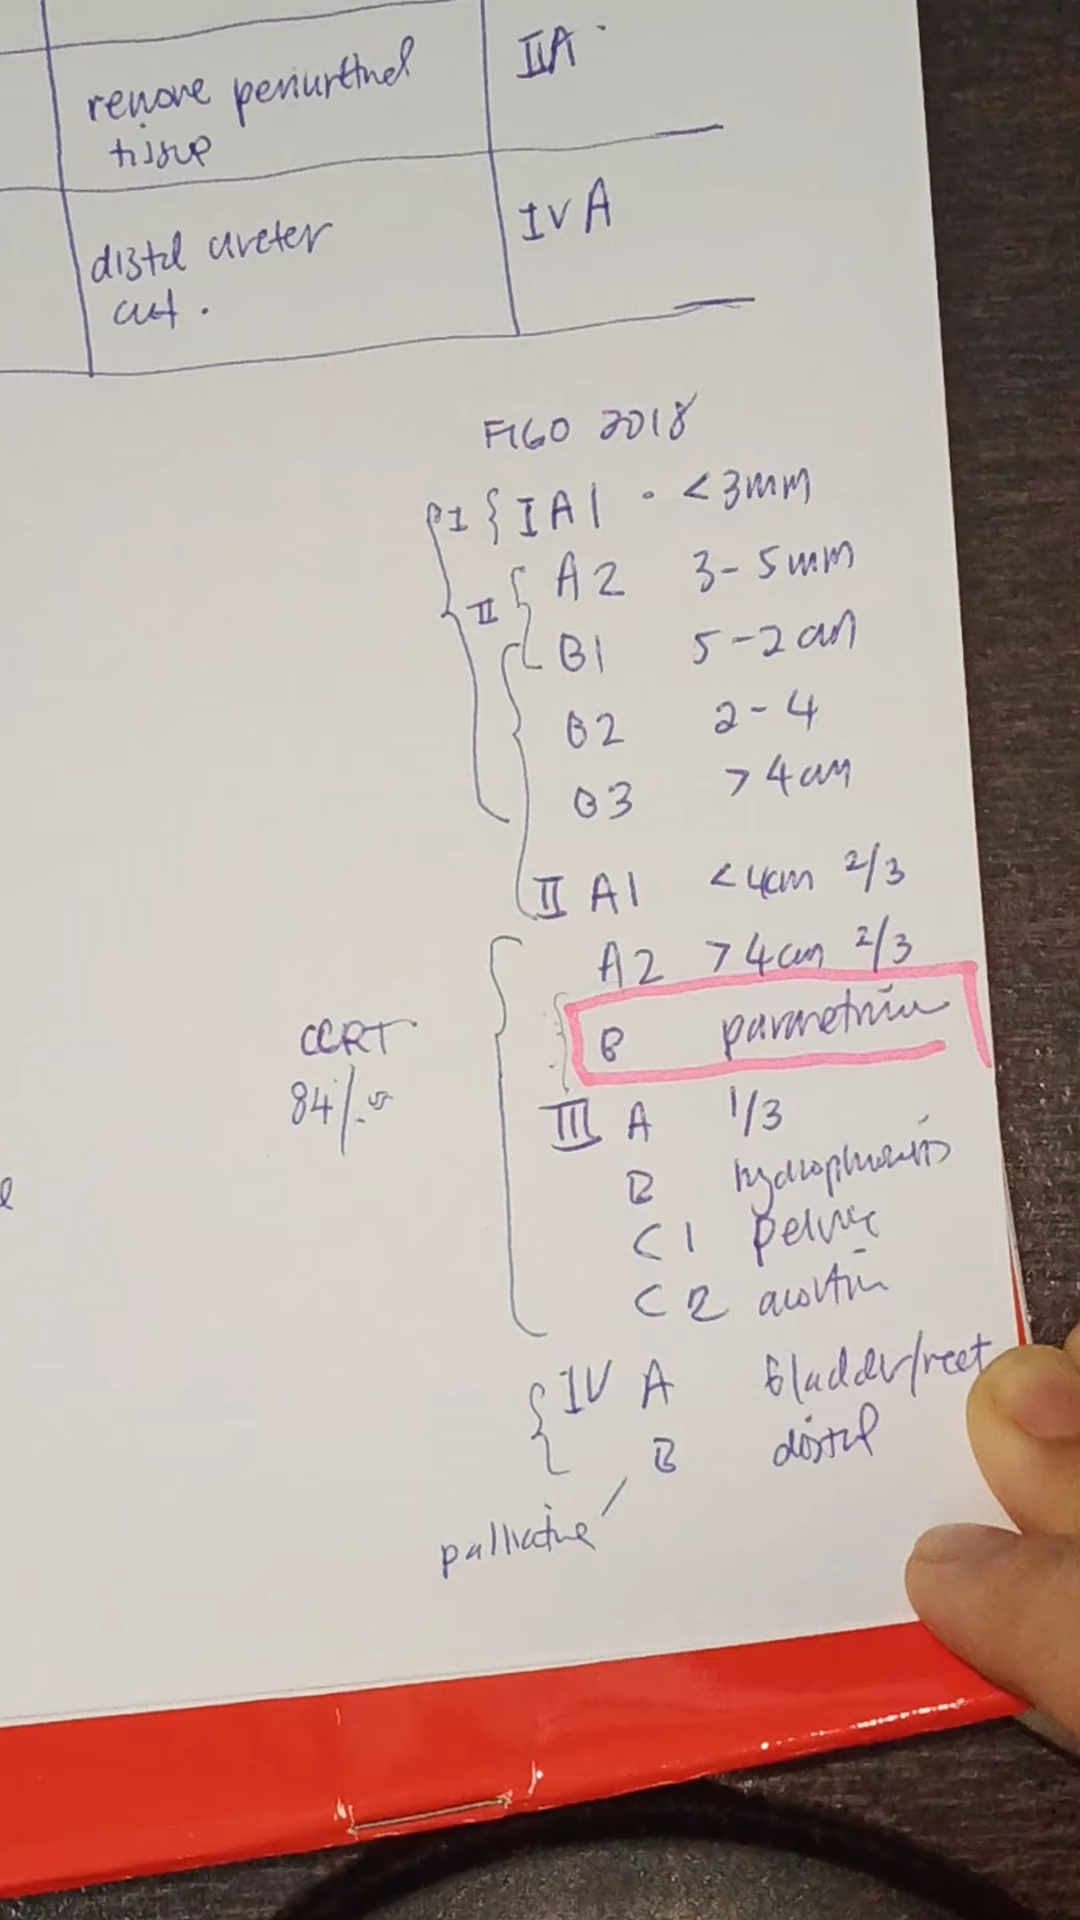 remove periurethral
tissue
IIA
distal ureter
cut.
IVA
FIGO 2018
I { IA1 · <3mm
II { A2 3-5mm
B1 5-2cm
B2 2-4
B3 >4cm
II A1 <4cm 2/3
A2 >4cm 2/3
B parametrium
CCRT
84%
III A 1/3
B hydronephrosis
C1 pelvic
C2 aortic
IV A bladder/rect
B distal
palliative